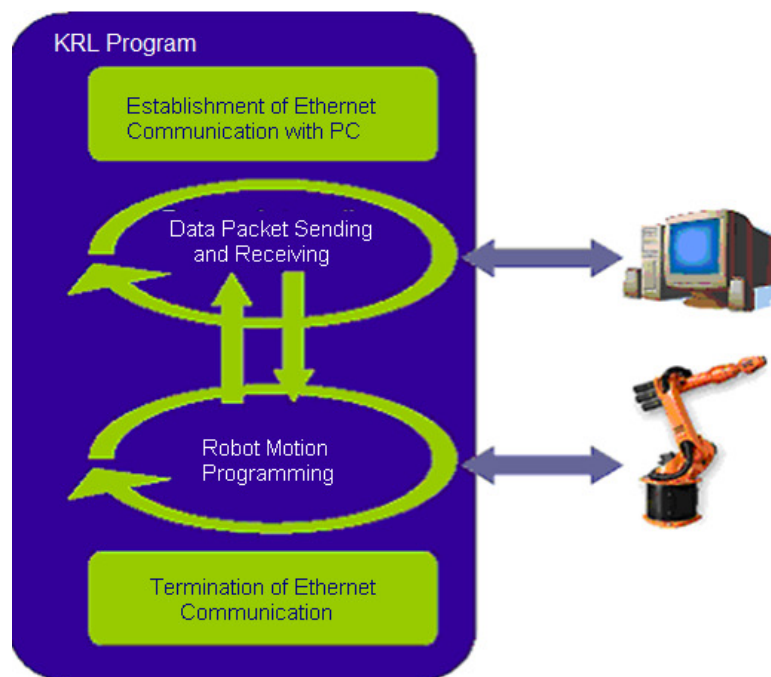 KRL Program
Establishment of Ethernet
Communication with PC
Data Packet Sending
and Receiving
Robot Motion
Programming
Termination of Ethernet
Communication